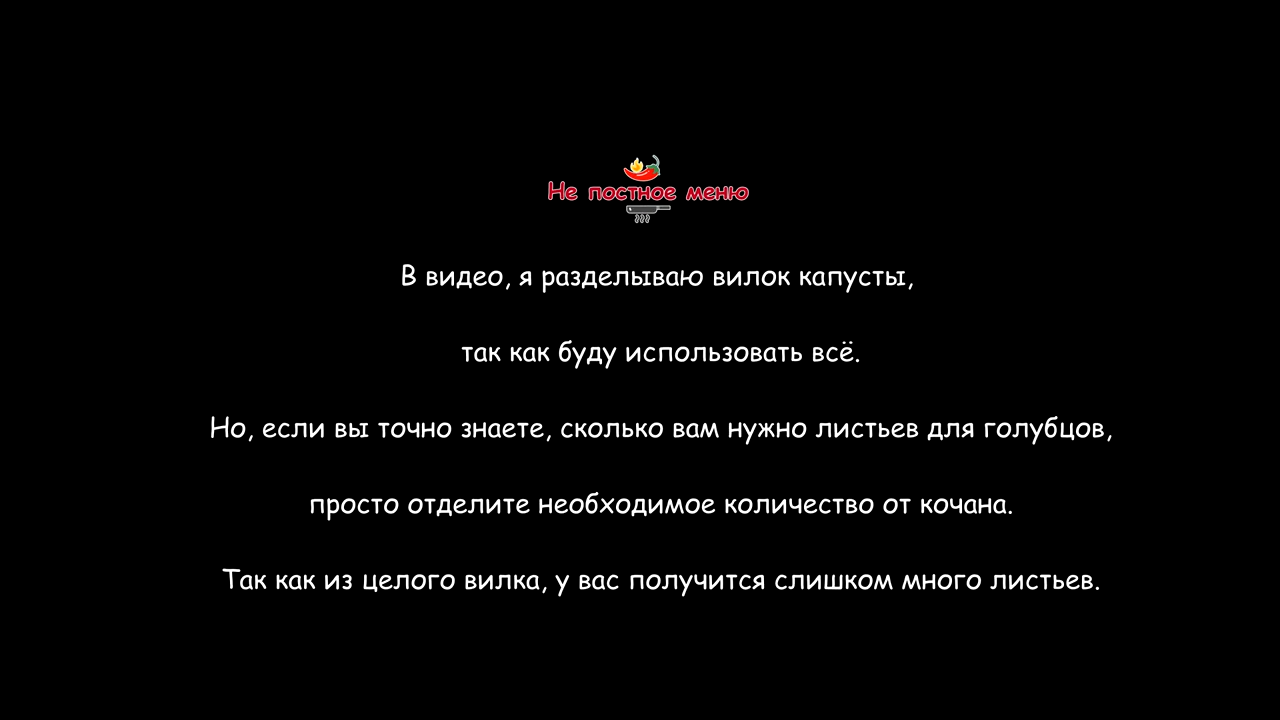 Не постное меню
В видео, я разделываю вилок капусты,
так как буду использовать всё.
Но, если вы точно знаете, сколько вам нужно листьев для голубцов,
просто отделите необходимое количество от кочана.
Так как из целого вилка, у вас получится слишком много листьев.